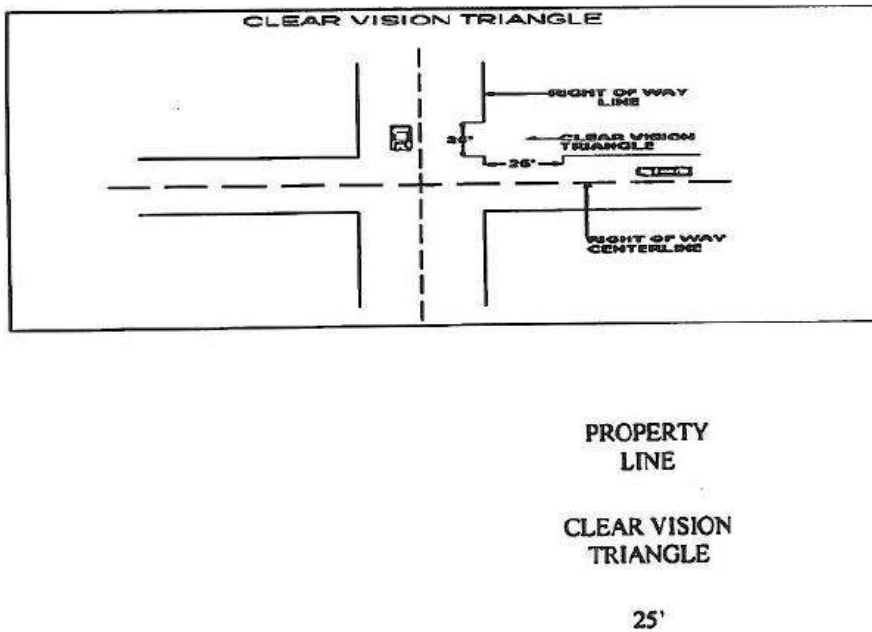 CLEAR VISION TRIANGLE
RIGHT OF WAY
LINE
CLEAR VISION
TRIANGLE
25'
RIGHT OF WAY
CENTERLINE
PROPERTY
LINE
CLEAR VISION
TRIANGLE
25'